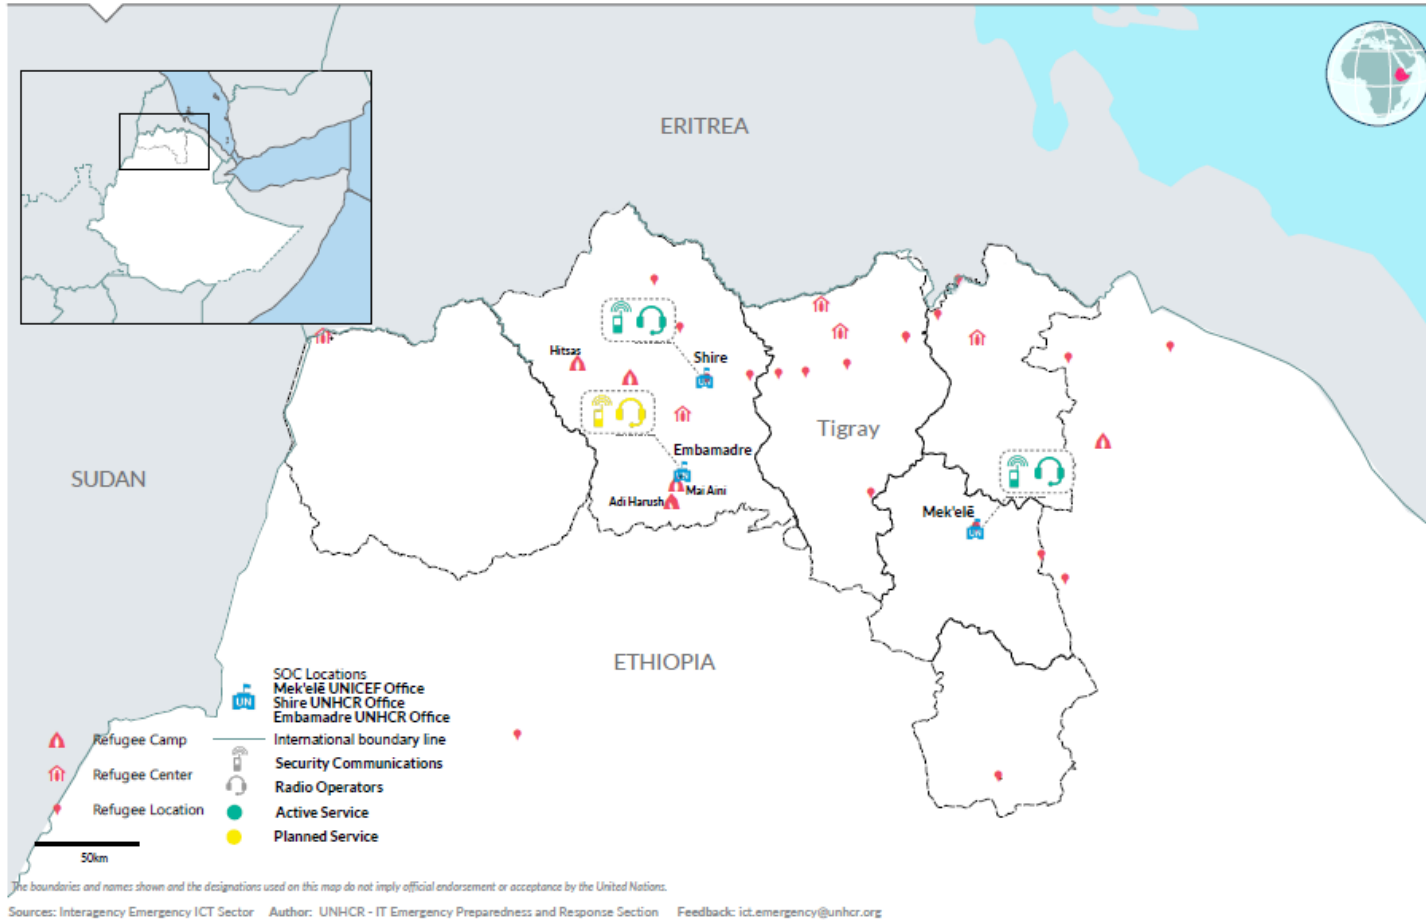 ERITREA
Hitsas
Shire
Tigray
Embamadre
SUDAN
Mai Aini
Adi Harush
Mek'elē
UN
UN
UN
ETHIOPIA
SOC Locations
Mek'elē UNICEF Office
UN
Shire UNHCR Office
Embamadre UNHCR Office
Refugee Camp
International boundary line
Security Communications
Refugee Center
Radio Operators
Refugee Location
Active Service
Planned Service
50km
The boundaries and names shown and the designations used on this map do not imply official endorsement or acceptance by the United Nations.
Sources: Interagency Emergency ICT Sector Author: UNHCR - IT Emergency Preparedness and Response Section Feedback: ict.emergency@unhcr.org